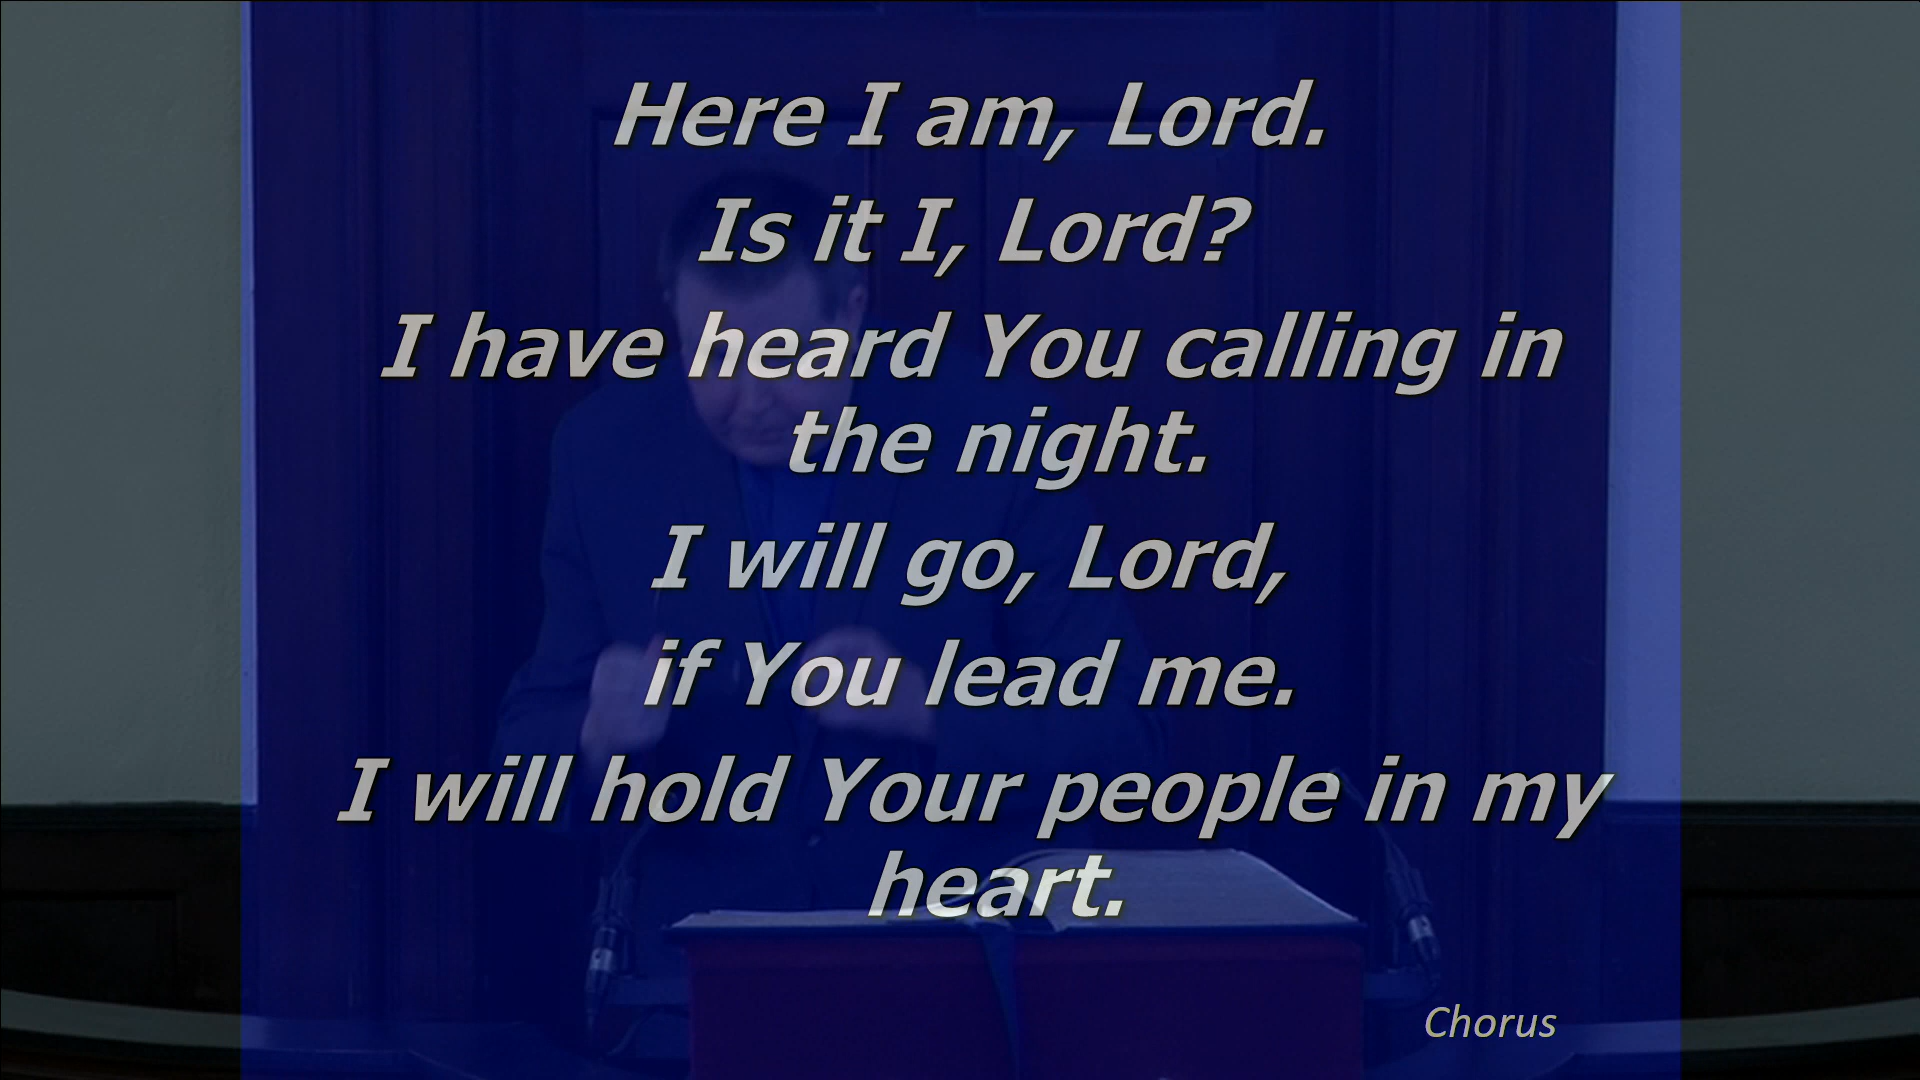 Here I am, Lord.
Is it I, Lord?
I have heard You calling in
the night.
I will go, Lord,
if You lead me.
I will hold Your people in my
heart.
Chorus